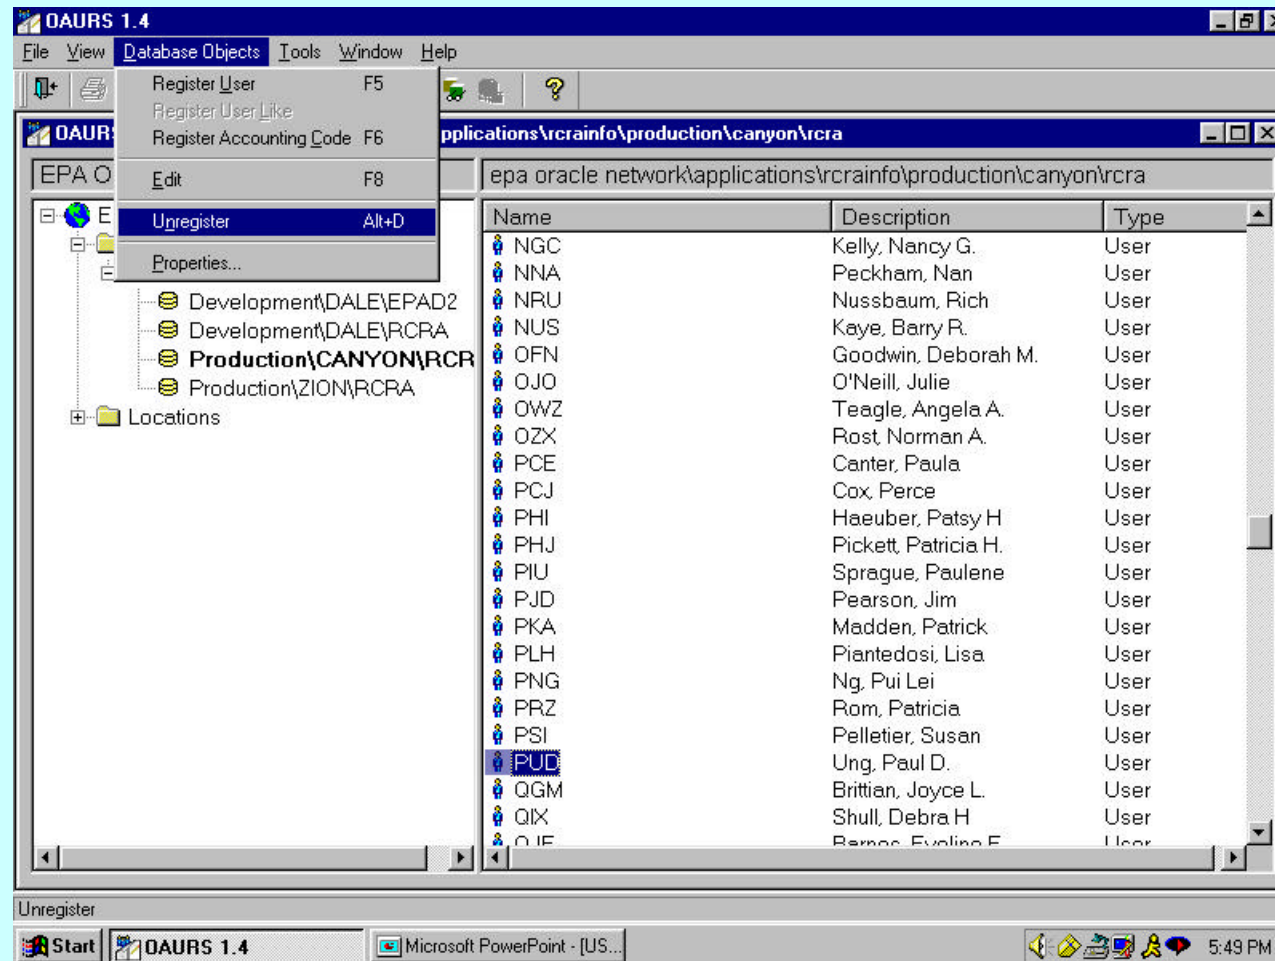 OAURS 1.4
File View Database Objects Tools Window Help
Register User F5
Register User Like
Register Accounting Code F6
Edit F8
Unregister Alt+D
Properties...
OAURS
pplications\rcrainfo\production\canyon\rcra
EPA O
epa oracle network\applications\rcrainfo\production\canyon\rcra
E
Development\DALE\EPAD2
Development\DALE\RCRA
Production\CANYON\RCR
Production\ZION\RCRA
Locations
Name Description Type
NGC Kelly, Nancy G. User
NNA Peckham, Nan User
NRU Nussbaum, Rich User
NUS Kaye, Barry R. User
OFN Goodwin, Deborah M. User
OJO O'Neill, Julie User
OWZ Teagle, Angela A. User
OZX Rost, Norman A. User
PCE Canter, Paula User
PCJ Cox, Perce User
PHI Haeuber, Patsy H User
PHJ Pickett, Patricia H. User
PIU Sprague, Paulene User
PJD Pearson, Jim User
PKA Madden, Patrick User
PLH Piantedosi, Lisa User
PNG Ng, Pui Lei User
PRZ Rom, Patricia User
PSI Pelletier, Susan User
PUD Ung, Paul D. User
QGM Brittian, Joyce L. User
QIX Shull, Debra H User
Unregister
Start OAURS 1.4 Microsoft PowerPoint - [US... 5:49 PM